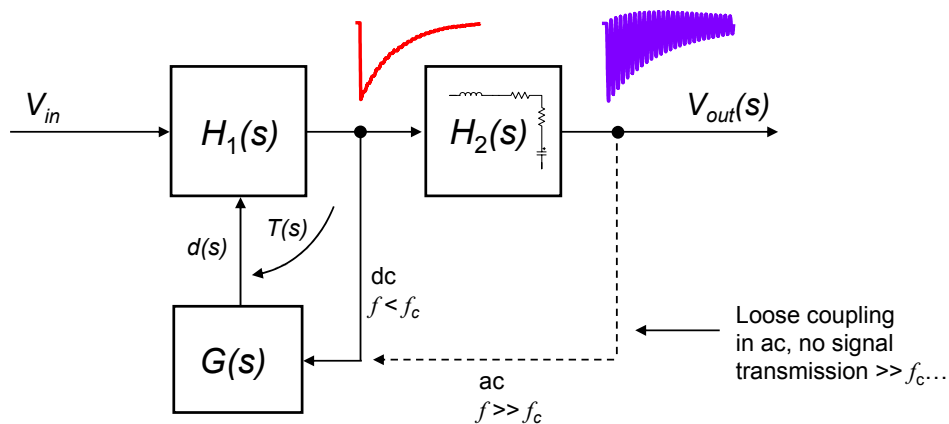 V_in
H_1(s)
H_2(s)
V_out(s)
T(s)
d(s)
dc
f < f_c
G(s)
ac
f >> f_c
Loose coupling
in ac, no signal
transmission >> f_c…